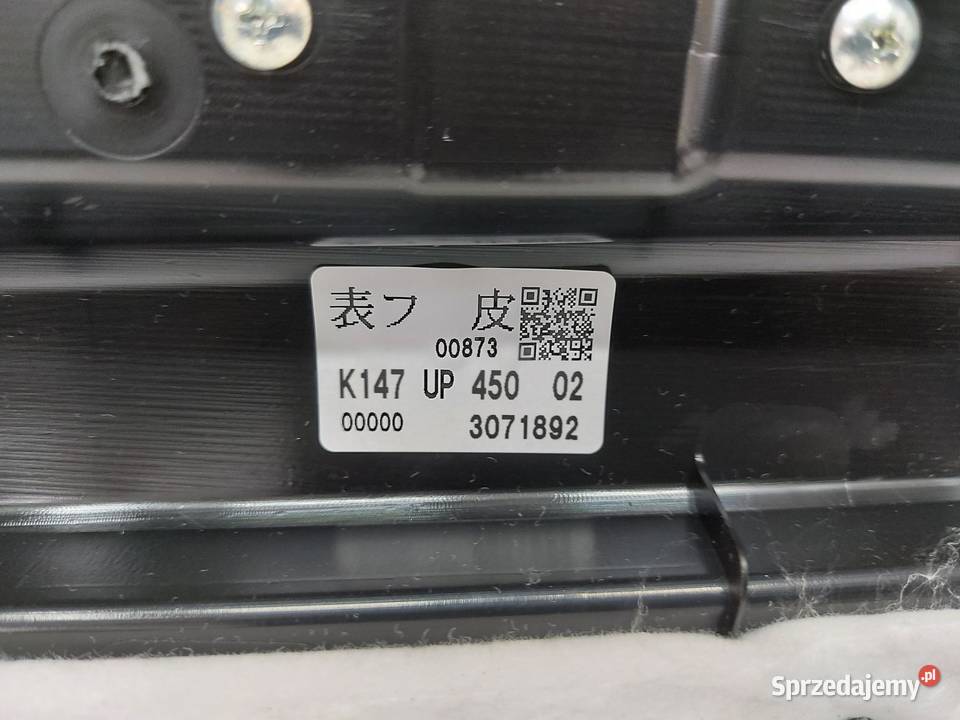 表フ 皮
00873
K147 UP 450 02
00000 3071892
Sprzedajemy.pl